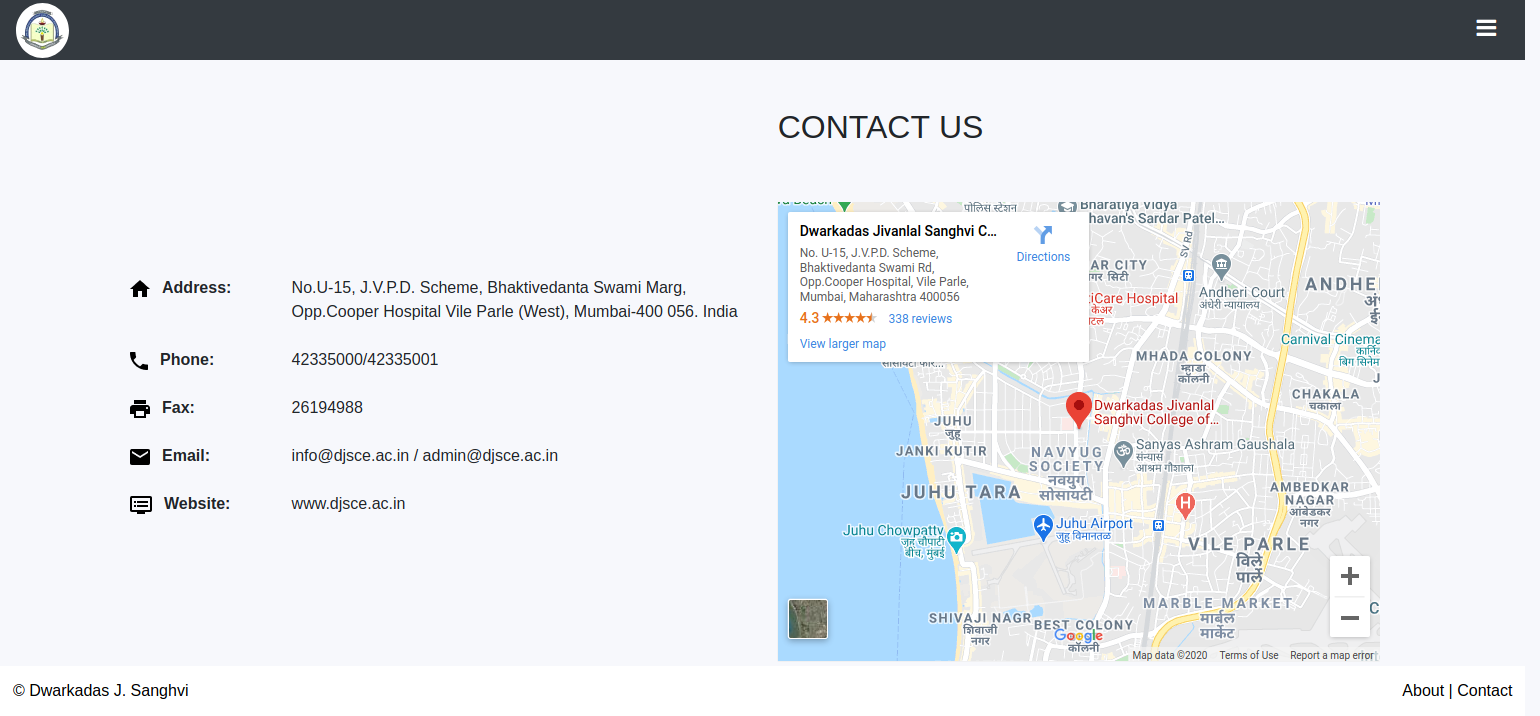 CONTACT US
Address:
No.U-15, J.V.P.D. Scheme, Bhaktivedanta Swami Marg,
Opp.Cooper Hospital Vile Parle (West), Mumbai-400 056. India
Phone:
42335000/42335001
Fax:
26194988
Email:
info@djsce.ac.in / admin@djsce.ac.in
Website:
www.djsce.ac.in
पोलिस स्टेशन
Bharatiya Vidya
havan's Sardar Patel...
Dwarkadas Jivanlal Sanghvi C...
Directions
No. U-15, J.V.P.D. Scheme,
Bhaktivedanta Swami Rd,
Opp.Cooper Hospital, Vile Parle,
Mumbai, Maharashtra 400056
4.3
338 reviews
View larger map
SV Rd
AR CITY
गर सिटी
Andheri Court
अंधेरी न्यायालय
ANDHE
tiCare Hospital
केअर
Carnival Cinema
MHADA COLONY
म्हाडा
कॉलनी
CHAKALA
चकाला
Dwarkadas Jivanlal
Sanghvi College of...
JUHU
जुहू
JANKI KUTIR
NAVYUG
SOCIETY
नवयुग
सोसायटी
Sanyas Ashram Gaushala
संन्यास
आश्रम गौशाला
JUHU TARA
AMBEDKAR
NAGAR
आंबेडकर
नगर
H
Juhu Airport
जुहू विमानतळ
Juhu Chowpatty
जुहू चौपाटी
बीच, मुंबई
VILE PARLE
विले
पार्ले
MARBLE MARKET
मार्बल
मार्केट
SHIVAJI NAGR
शिवाजी
नगर
BEST COLONY
कॉलनी
Google
Map data ©2020
Terms of Use
Report a map error
© Dwarkadas J. Sanghvi
About | Contact